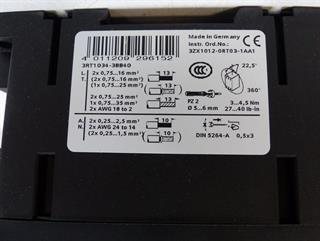 4 011209 296152
3RT1034-3BB40
Made in Germany
Instr. Ord.No.:
3ZX1012-0RT03-1AA1
CCC
22,5°
360°
L. 2x 0,75...16 mm² 13
T. (2x 0,75...16 mm²)
(1x 0,75...25 mm²) 13
2x 0,75...25 mm²
1x 0,75...35 mm² 13
2x AWG 18 to 2
PZ 2
Ø 5...6 mm
3...4,5 Nm
27...40 lb-in
A. 2x 0,25...2,5 mm² 10
N. 2x AWG 24 to 14
(2x 0,25...1,5 mm²) 10
DIN 5264-A 0,5x3